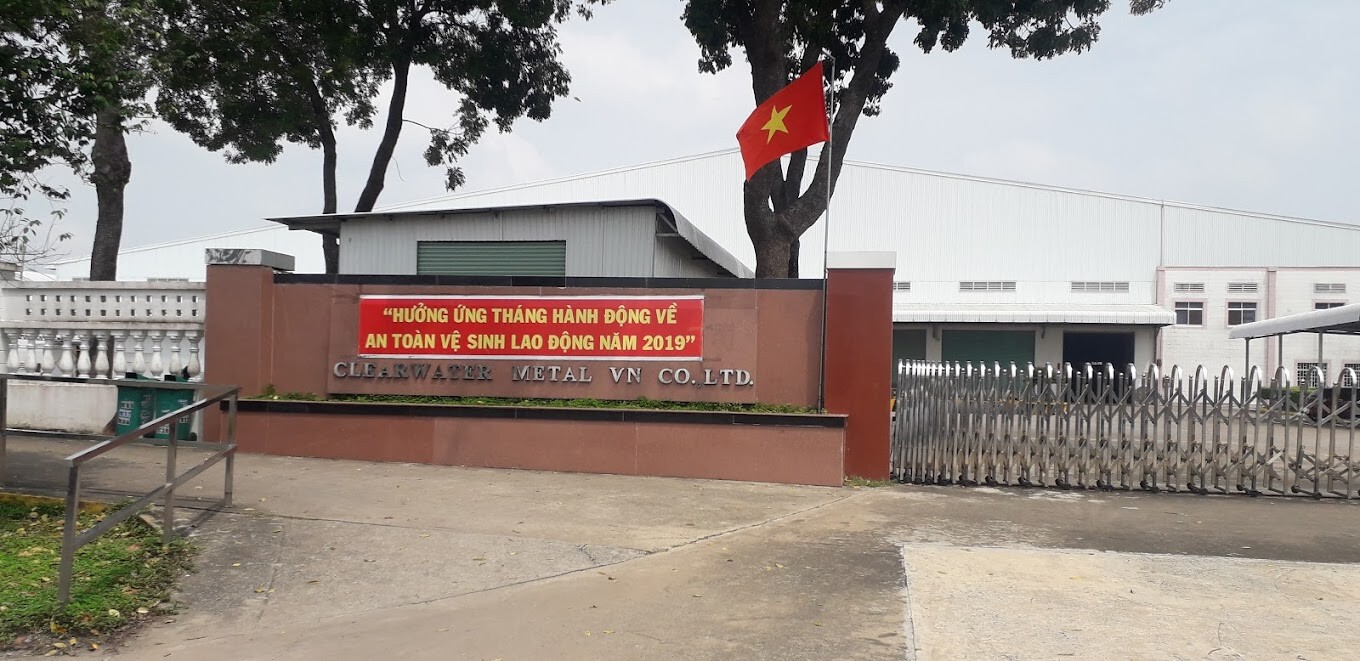 “HƯỞNG ỨNG THÁNG HÀNH ĐỘNG VỀ
AN TOÀN VỆ SINH LAO ĐỘNG NĂM 2019”
CLEARWATER METAL VN CO., LTD.